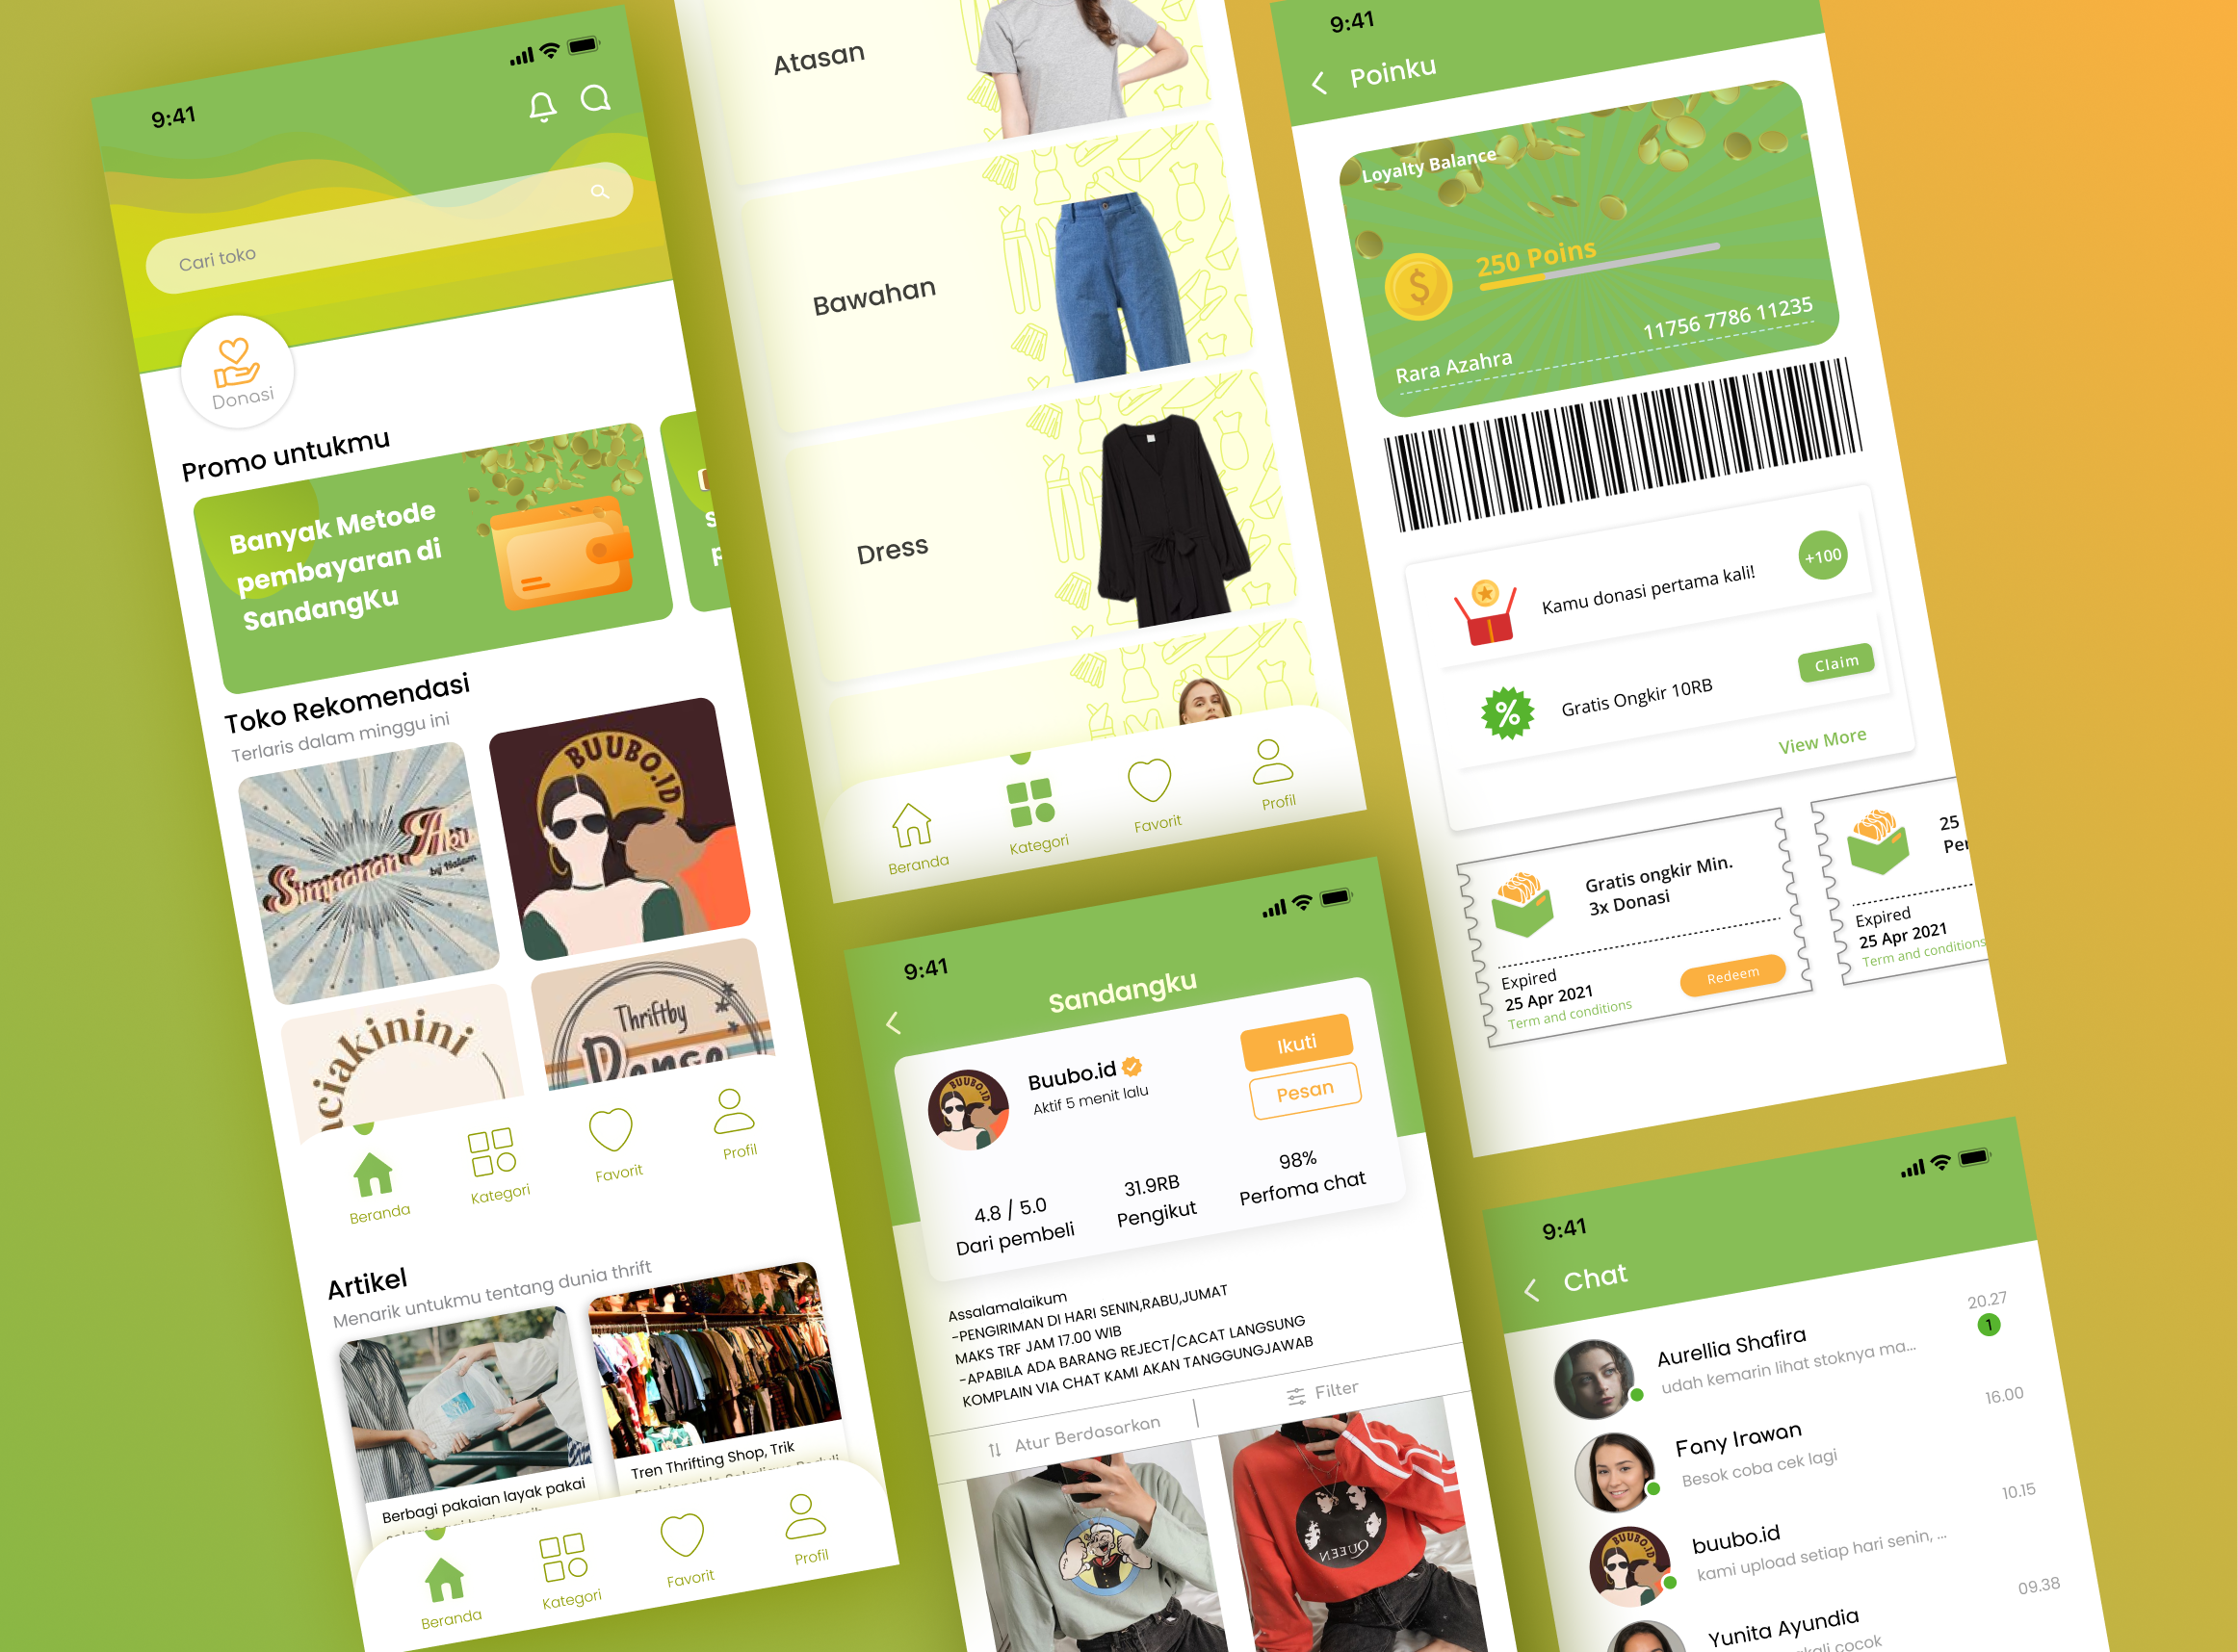 9:41
Cari toko
Donasi
Promo untukmu
Banyak Metode
pembayaran di
SandangKu
Toko Rekomendasi
Terlaris dalam minggu ini
Simpanan Aku
by Halam
BUUBO.ID
ciakinini
Thriftby
Beranda
Kategori
Favorit
Profil
Artikel
Menarik untukmu tentang dunia thrift
Berbagi pakaian layak pakai
Tren Thrifting Shop, Trik
Beranda
Kategori
Favorit
Profil
Atasan
Bawahan
Dress
Beranda
Kategori
Favorit
Profil
9:41
Sandangku
BUUBO.ID
Buubo.id
Aktif 5 menit lalu
Ikuti
Pesan
4.8 / 5.0
Dari pembeli
31.9RB
Pengikut
98%
Perfoma chat
Assalamalaikum
-PENGIRIMAN DI HARI SENIN,RABU,JUMAT
MAKS TRF JAM 17.00 WIB
-APABILA ADA BARANG REJECT/CACAT LANGSUNG
KOMPLAIN VIA CHAT KAMI AKAN TANGGUNGJAWAB
Atur Berdasarkan
Filter
QUEEN
9:41
Poinku
Loyalty Balance
$
250 Poins
11756 7786 11235
Rara Azahra
Kamu donasi pertama kali!
+100
%
Gratis Ongkir 10RB
Claim
View More
Gratis ongkir Min.
3x Donasi
Expired
25 Apr 2021
Term and conditions
Redeem
25
Per
Expired
25 Apr 2021
Term and conditions
9:41
Chat
Aurellia Shafira
udah kemarin lihat stoknya ma...
20.27
1
Fany Irawan
Besok coba cek lagi
16.00
BUUBO.ID
buubo.id
kami upload setiap hari senin, ...
10.15
Yunita Ayundia
kali cocok
09.38